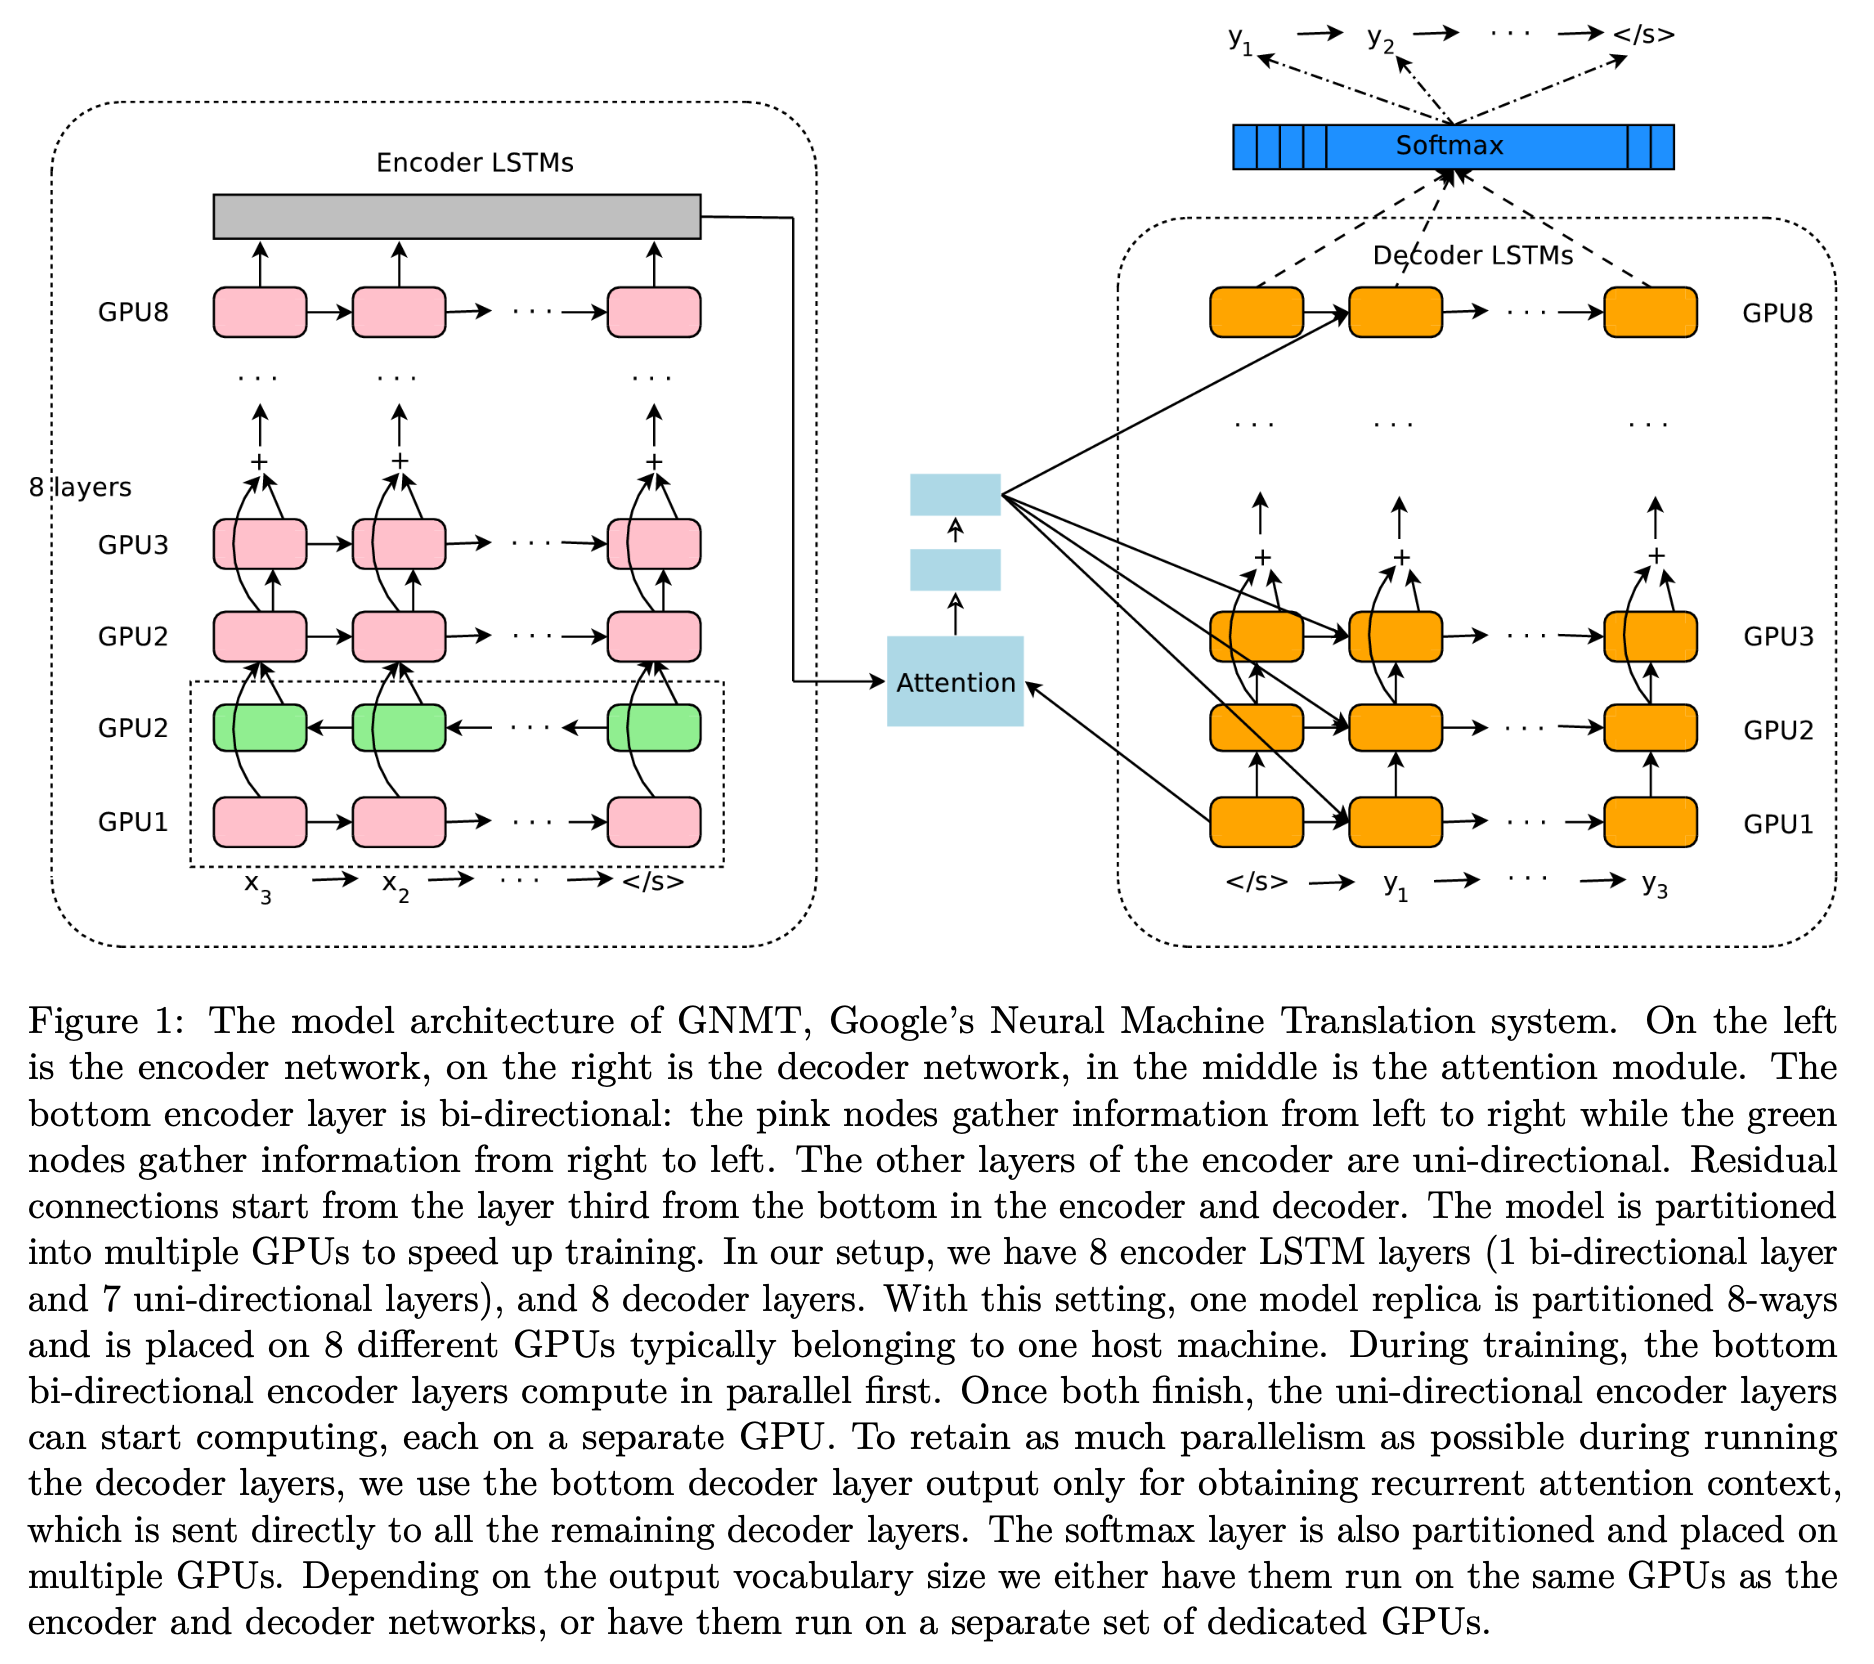 y1 y2 · · · </s>
Softmax
Encoder LSTMs
Decoder LSTMs
GPU8 · · · · · · GPU8
· · · · · · · · ·
· · · · · · · · ·
+ + +
8 layers
+ + +
GPU3 · · ·
GPU2 · · · · · · GPU3
Attention
GPU2 · · · · · · GPU2
GPU1 · · · · · · GPU1
x3 x2 · · · </s> </s> y1 · · · y3
Figure 1: The model architecture of GNMT, Google’s Neural Machine Translation system. On the left
is the encoder network, on the right is the decoder network, in the middle is the attention module. The
bottom encoder layer is bi-directional: the pink nodes gather information from left to right while the green
nodes gather information from right to left. The other layers of the encoder are uni-directional. Residual
connections start from the layer third from the bottom in the encoder and decoder. The model is partitioned
into multiple GPUs to speed up training. In our setup, we have 8 encoder LSTM layers (1 bi-directional layer
and 7 uni-directional layers), and 8 decoder layers. With this setting, one model replica is partitioned 8-ways
and is placed on 8 different GPUs typically belonging to one host machine. During training, the bottom
bi-directional encoder layers compute in parallel first. Once both finish, the uni-directional encoder layers
can start computing, each on a separate GPU. To retain as much parallelism as possible during running
the decoder layers, we use the bottom decoder layer output only for obtaining recurrent attention context,
which is sent directly to all the remaining decoder layers. The softmax layer is also partitioned and placed on
multiple GPUs. Depending on the output vocabulary size we either have them run on the same GPUs as the
encoder and decoder networks, or have them run on a separate set of dedicated GPUs.